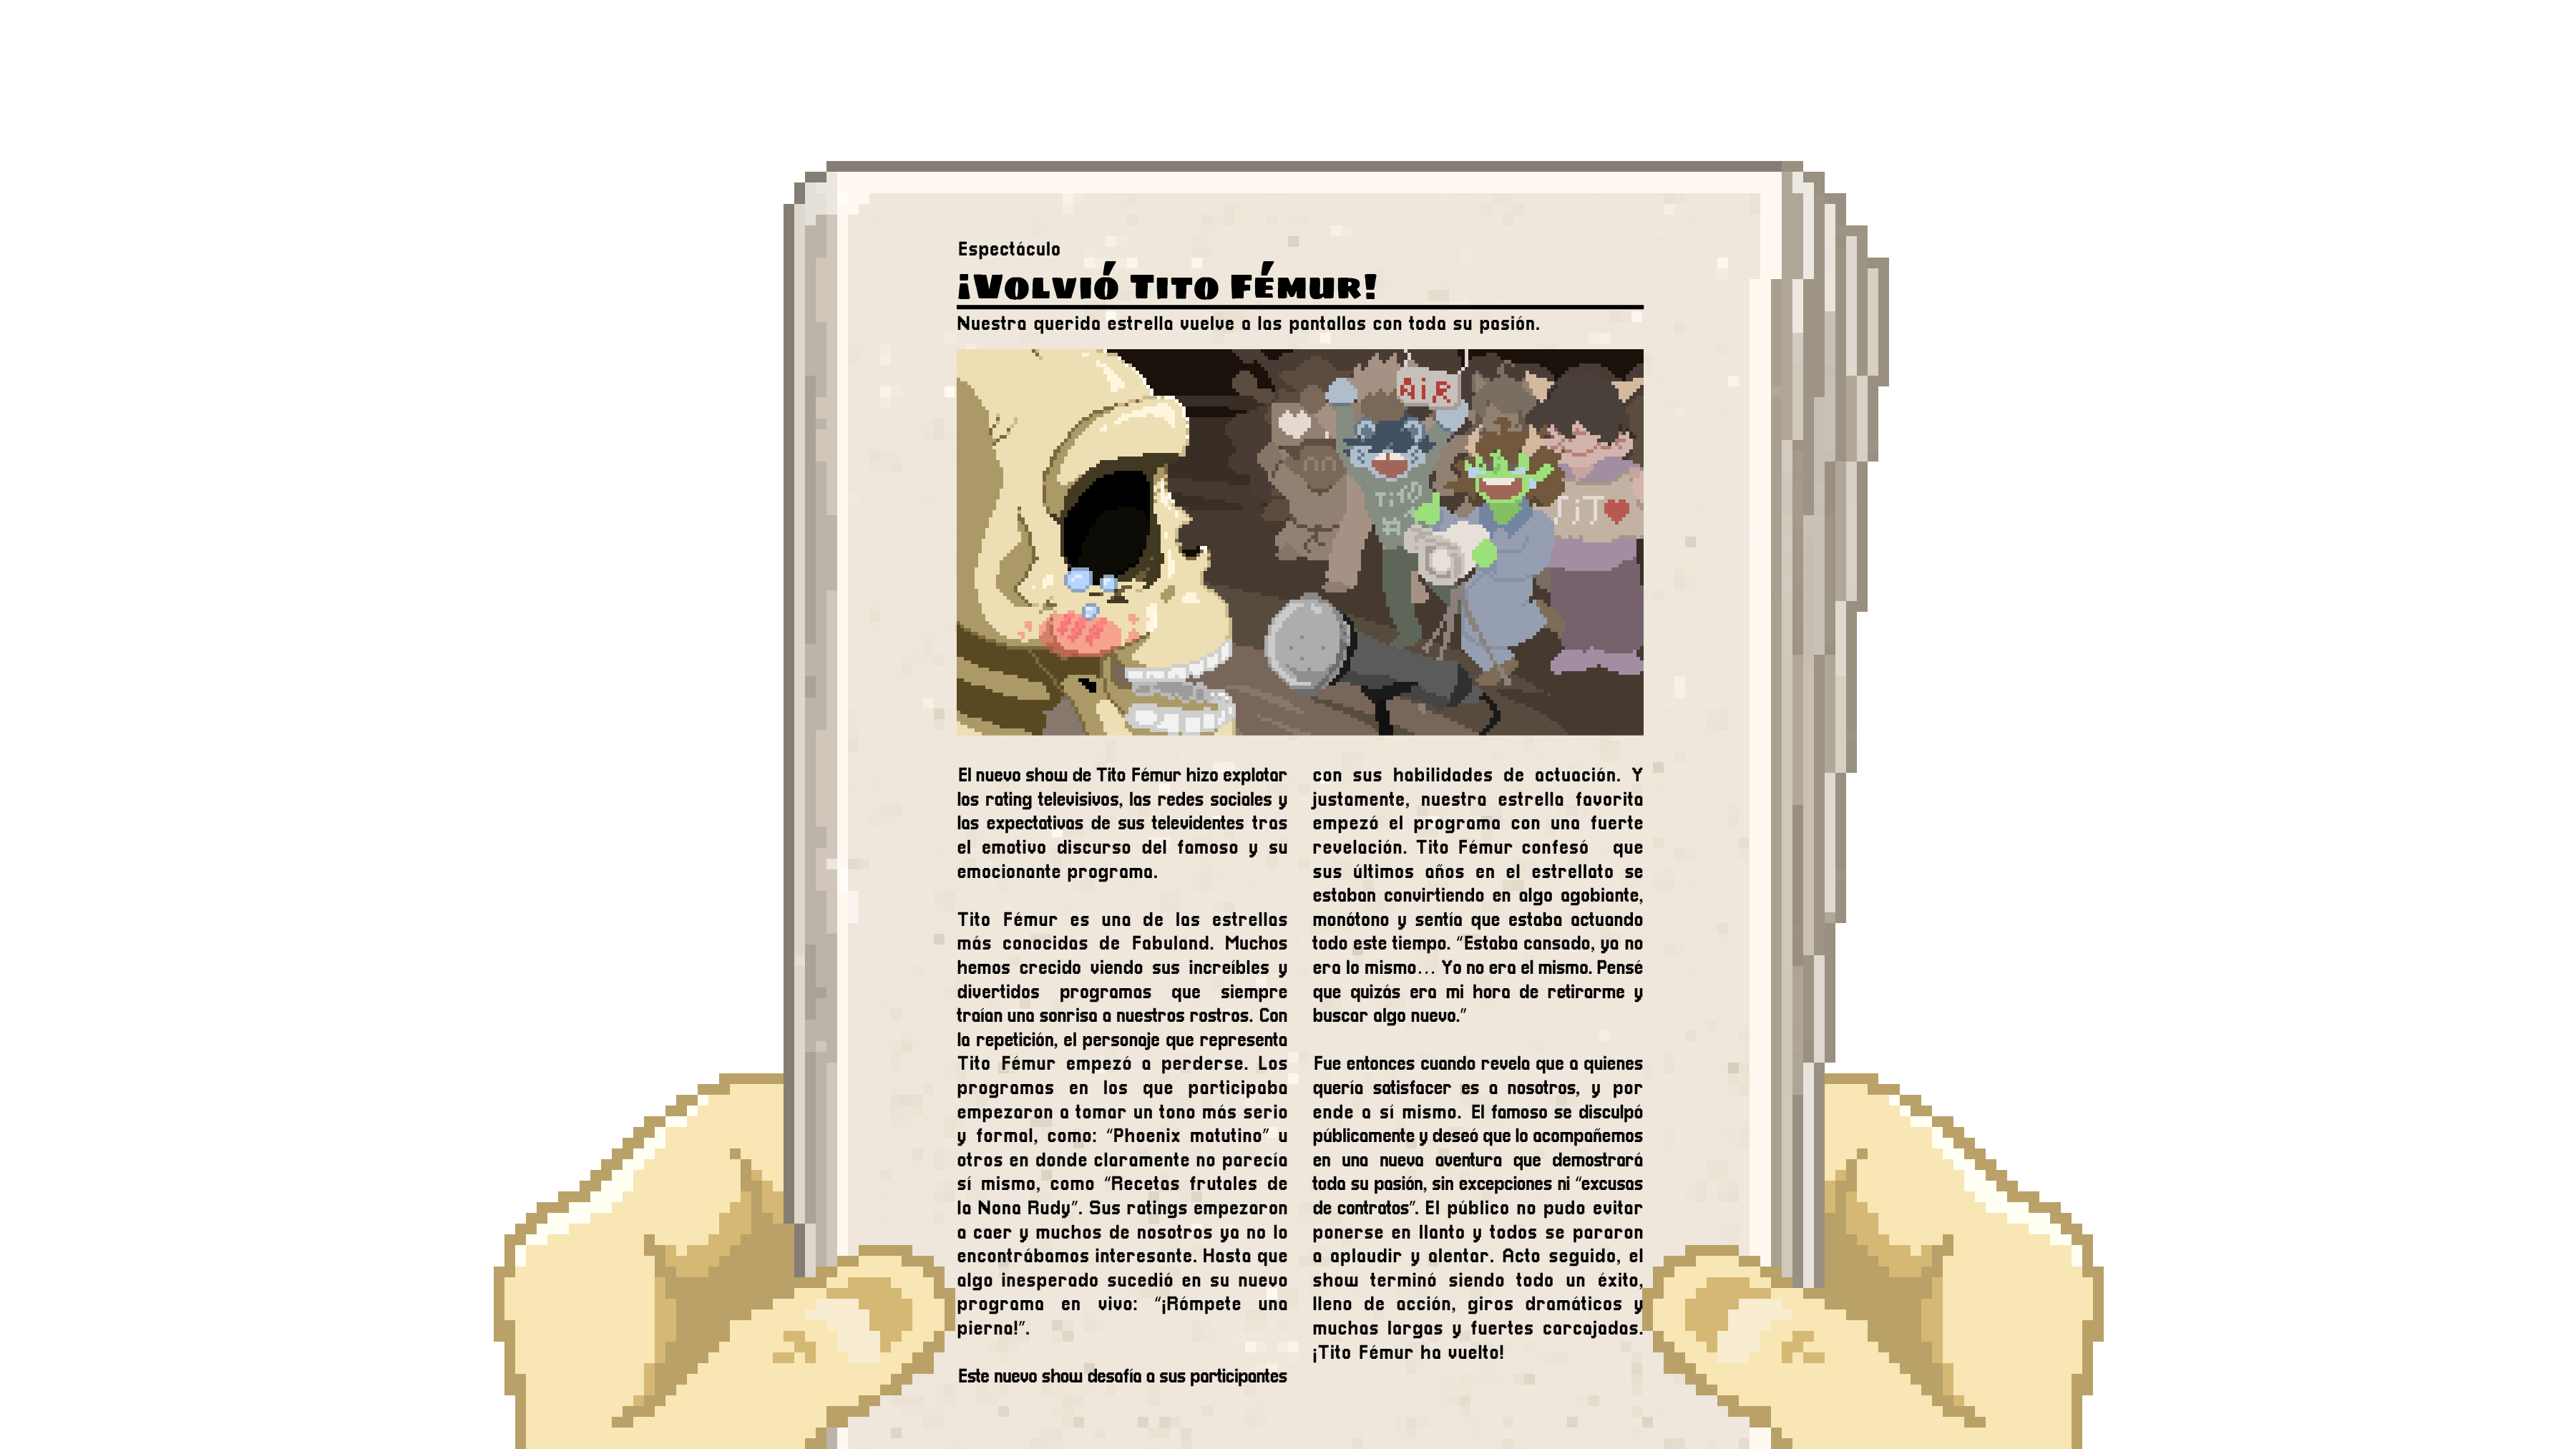 Espectáculo
¡Volvió Tito Fémur!
Nuestra querida estrella vuelve a las pantallas con toda su pasión.
AiR
TiTO
TiT
El nuevo show de Tito Fémur hizo explotar
los rating televisivos, las redes sociales y
las expectativas de sus televidentes tras
el emotivo discurso del famoso y su
emocionante programa.
Tito Fémur es una de las estrellas
más conocidas de Fabuland. Muchos
hemos crecido viendo sus increíbles y
divertidos programas que siempre
traían una sonrisa a nuestros rostros. Con
la repetición, el personaje que representa
Tito Fémur empezó a perderse. Los
programas en los que participaba
empezaron a tomar un tono más serio
y formal, como: “Phoenix matutino” u
otros en donde claramente no parecía
sí mismo, como “Recetas frutales de
la Nona Rudy”. Sus ratings empezaron
a caer y muchos de nosotros ya no lo
encontrábamos interesante. Hasta que
algo inesperado sucedió en su nuevo
programa en vivo: “¡Rómpete una
pierna!”.
Este nuevo show desafía a sus participantes
con sus habilidades de actuación. Y
justamente, nuestra estrella favorita
empezó el programa con una fuerte
revelación. Tito Fémur confesó que
sus últimos años en el estrellato se
estaban convirtiendo en algo agobiante,
monótono y sentía que estaba actuando
todo este tiempo. “Estaba cansado, ya no
era lo mismo... Yo no era el mismo. Pensé
que quizás era mi hora de retirarme y
buscar algo nuevo.”
Fue entonces cuando revela que a quienes
quería satisfacer es a nosotros, y por
ende a sí mismo. El famoso se disculpó
públicamente y deseó que lo acompañemos
en una nueva aventura que demostrará
toda su pasión, sin excepciones ni “excusas
de contratos”. El público no pudo evitar
ponerse en llanto y todos se pararon
a aplaudir y alentar. Acto seguido, el
show terminó siendo todo un éxito,
lleno de acción, giros dramáticos y
muchas largas y fuertes carcajadas.
¡Tito Fémur ha vuelto!